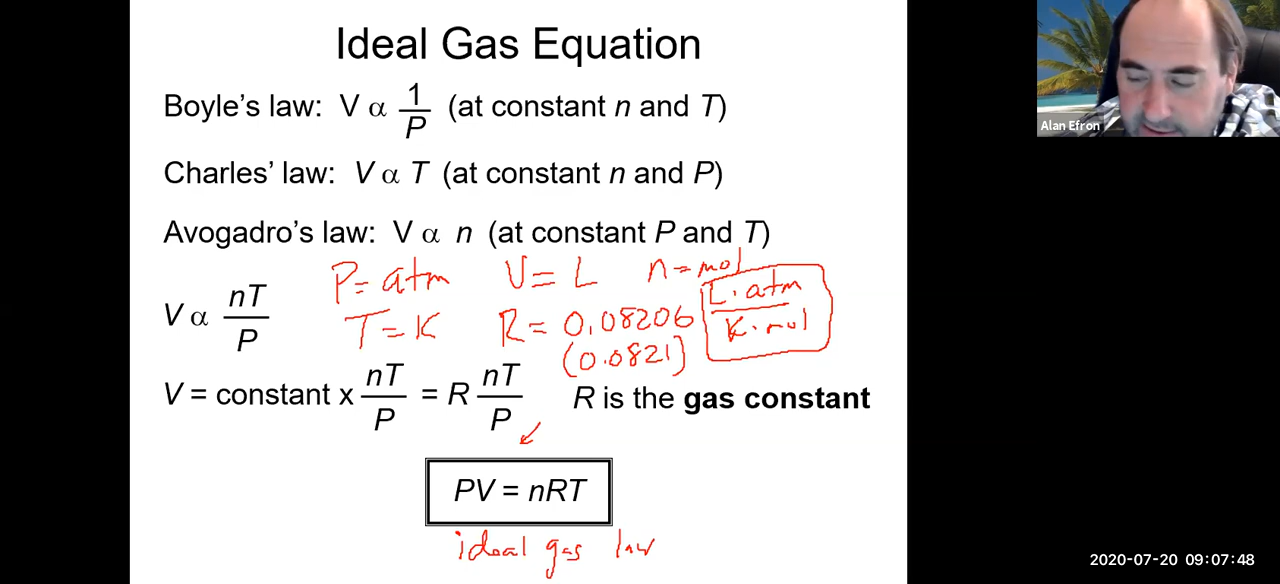 Ideal Gas Equation
Boyle's law: V α 1/P (at constant n and T)
Charles' law: V α T (at constant n and P)
Avogadro's law: V α n (at constant P and T)
P = atm V = L n = mol
V α nT/P
T = K R = 0.08206 L · atm / K · mol
(0.0821)
V = constant x nT/P = R nT/P R is the gas constant
PV = nRT
ideal gas law
Alan Efron
2020-07-20 09:07:48